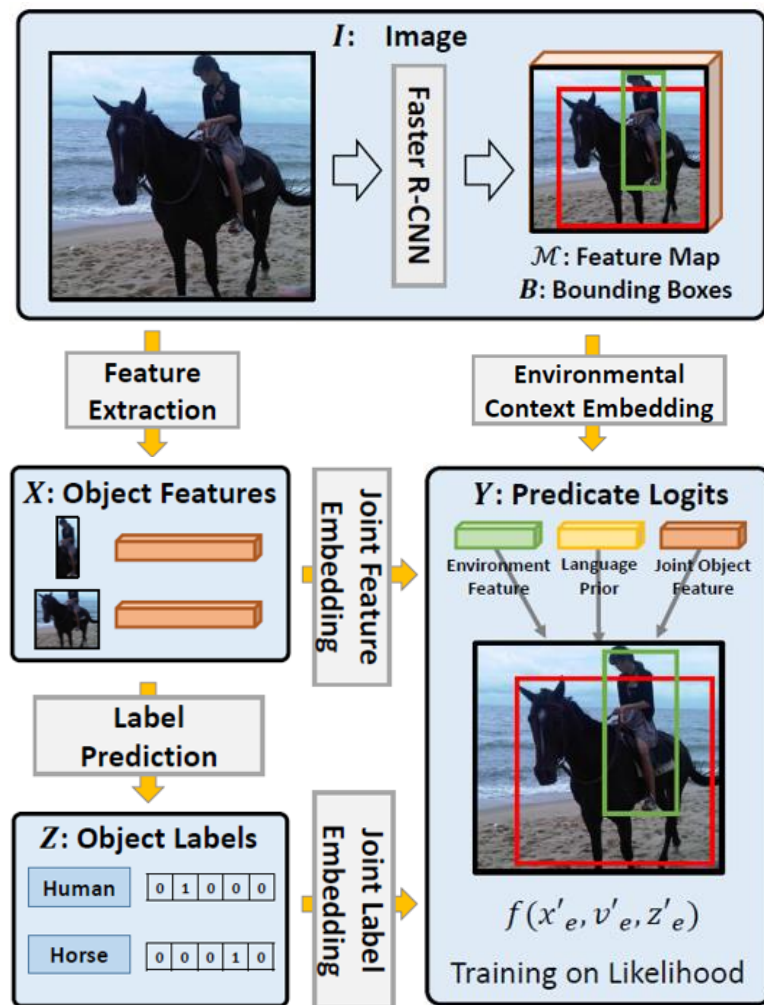 I: Image
Faster R-CNN
ℳ: Feature Map
B: Bounding Boxes
Feature
Extraction
Environmental
Context Embedding
X: Object Features
Joint Feature
Embedding
Y: Predicate Logits
Environment
Feature
Language
Prior
Joint Object
Feature
Label
Prediction
Z: Object Labels
Human
0 1 0 0 0
Horse
0 0 0 1 0
Joint Label
Embedding
f(x'e, v'e, z'e)
Training on Likelihood